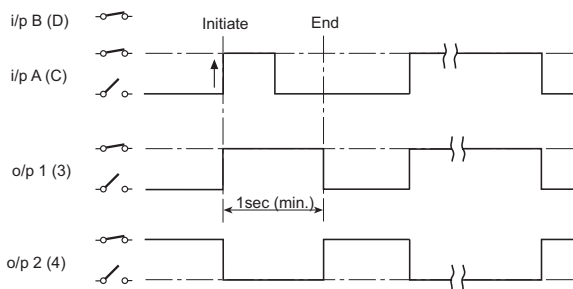 i/p B (D)
Initiate
End
i/p A (C)
o/p 1 (3)
1sec (min.)
o/p 2 (4)